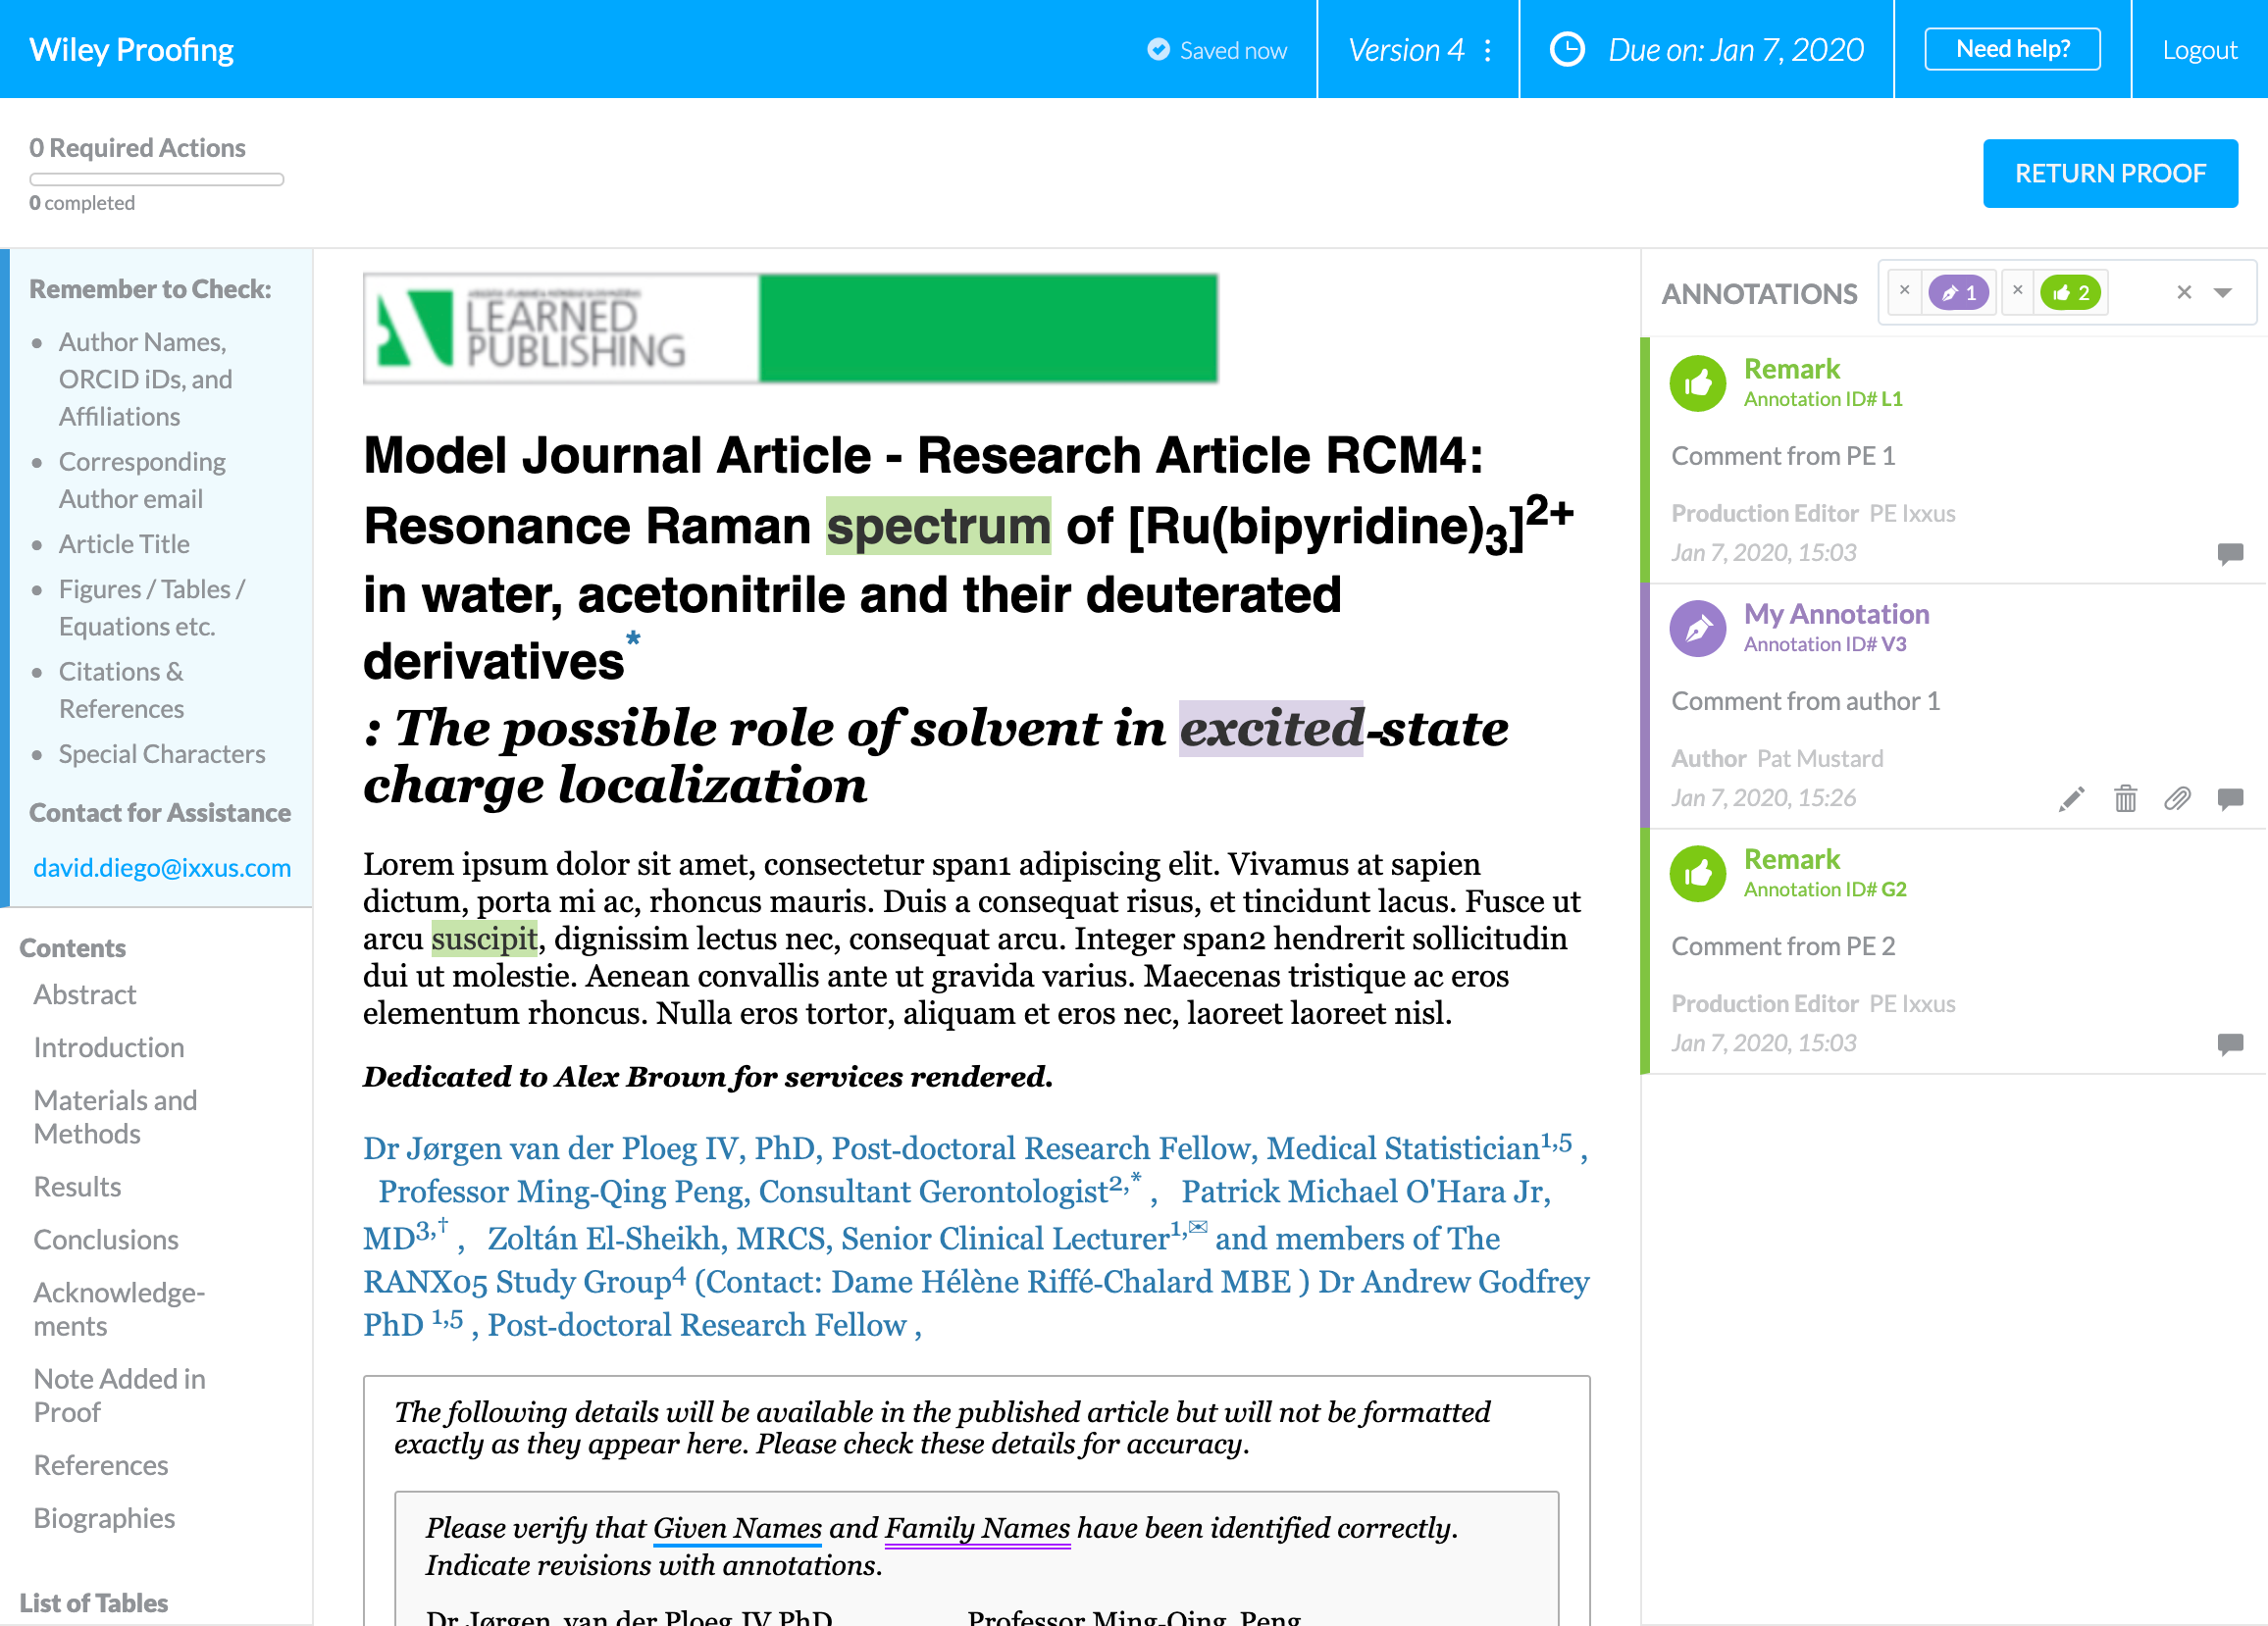 Wiley Proofing
Saved now
Version 4
Due on: Jan 7, 2020
Need help?
Logout
0 Required Actions
0 completed
RETURN PROOF
Remember to Check:
• Author Names,
ORCID iDs, and
Affiliations
• Corresponding
Author email
• Article Title
• Figures / Tables /
Equations etc.
• Citations &
References
• Special Characters
Contact for Assistance
david.diego@ixxus.com
Contents
Abstract
Introduction
Materials and
Methods
Results
Conclusions
Acknowledge-
ments
Note Added in
Proof
References
Biographies
List of Tables
LEARNED
PUBLISHING
Model Journal Article - Research Article RCM4:
Resonance Raman spectrum of [Ru(bipyridine)₃]²⁺
in water, acetonitrile and their deuterated
derivatives*
: The possible role of solvent in excited-state
charge localization
Lorem ipsum dolor sit amet, consectetur span1 adipiscing elit. Vivamus at sapien
dictum, porta mi ac, rhoncus mauris. Duis a consequat risus, et tincidunt lacus. Fusce ut
arcu suscipit, dignissim lectus nec, consequat arcu. Integer span2 hendrerit sollicitudin
dui ut molestie. Aenean convallis ante ut gravida varius. Maecenas tristique ac eros
elementum rhoncus. Nulla eros tortor, aliquam et eros nec, laoreet laoreet nisl.
Dedicated to Alex Brown for services rendered.
Dr Jørgen van der Ploeg IV, PhD, Post-doctoral Research Fellow, Medical Statistician¹,⁵ ,
Professor Ming-Qing Peng, Consultant Gerontologist²,* , Patrick Michael O'Hara Jr,
MD³,† , Zoltán El-Sheikh, MRCS, Senior Clinical Lecturer¹,✉ and members of The
RANX05 Study Group⁴ (Contact: Dame Hélène Riffé-Chalard MBE ) Dr Andrew Godfrey
PhD ¹,⁵ , Post-doctoral Research Fellow ,
The following details will be available in the published article but will not be formatted
exactly as they appear here. Please check these details for accuracy.
Please verify that Given Names and Family Names have been identified correctly.
Indicate revisions with annotations.
Dr Jørgen van der Ploeg IV PhD
Professor Ming-Qing Peng
ANNOTATIONS
× 1 × 2 ×
Remark
Annotation ID# L1
Comment from PE 1
Production Editor PE Ixxus
Jan 7, 2020, 15:03
My Annotation
Annotation ID# V3
Comment from author 1
Author Pat Mustard
Jan 7, 2020, 15:26
Remark
Annotation ID# G2
Comment from PE 2
Production Editor PE Ixxus
Jan 7, 2020, 15:03